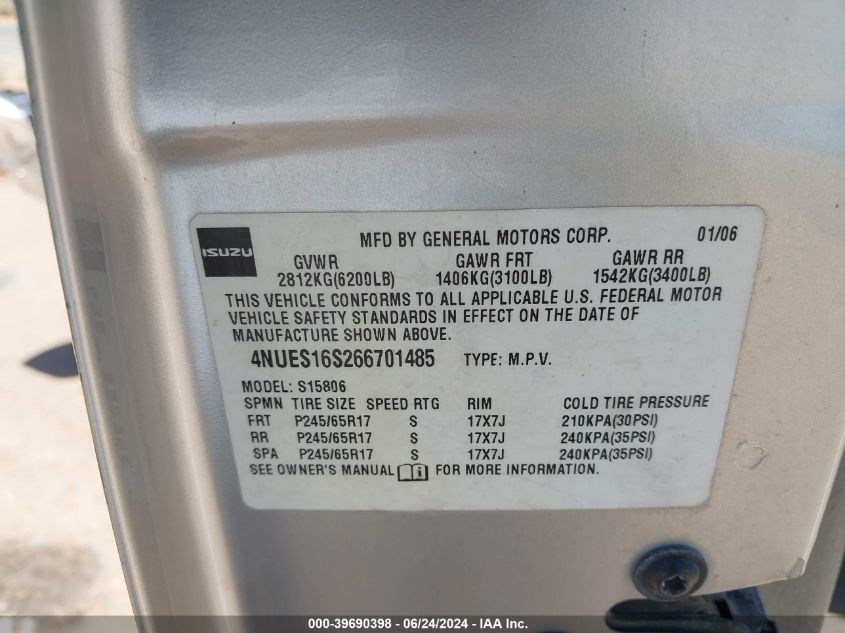 ISUZU
MFD BY GENERAL MOTORS CORP. 01/06
GVWR GAWR FRT GAWR RR
2812KG(6200LB) 1406KG(3100LB) 1542KG(3400LB)
THIS VEHICLE CONFORMS TO ALL APPLICABLE U.S. FEDERAL MOTOR
VEHICLE SAFETY STANDARDS IN EFFECT ON THE DATE OF
MANUFACTURE SHOWN ABOVE.
4NUES16S266701485 TYPE: M.P.V.
MODEL: S15806
SPMN TIRE SIZE SPEED RTG RIM COLD TIRE PRESSURE
FRT P245/65R17 S 17X7J 210KPA(30PSI)
RR P245/65R17 S 17X7J 240KPA(35PSI)
SPA P245/65R17 S 17X7J 240KPA(35PSI)
SEE OWNER'S MANUAL i FOR MORE INFORMATION.
000-39690398 - 06/24/2024 - IAA Inc.